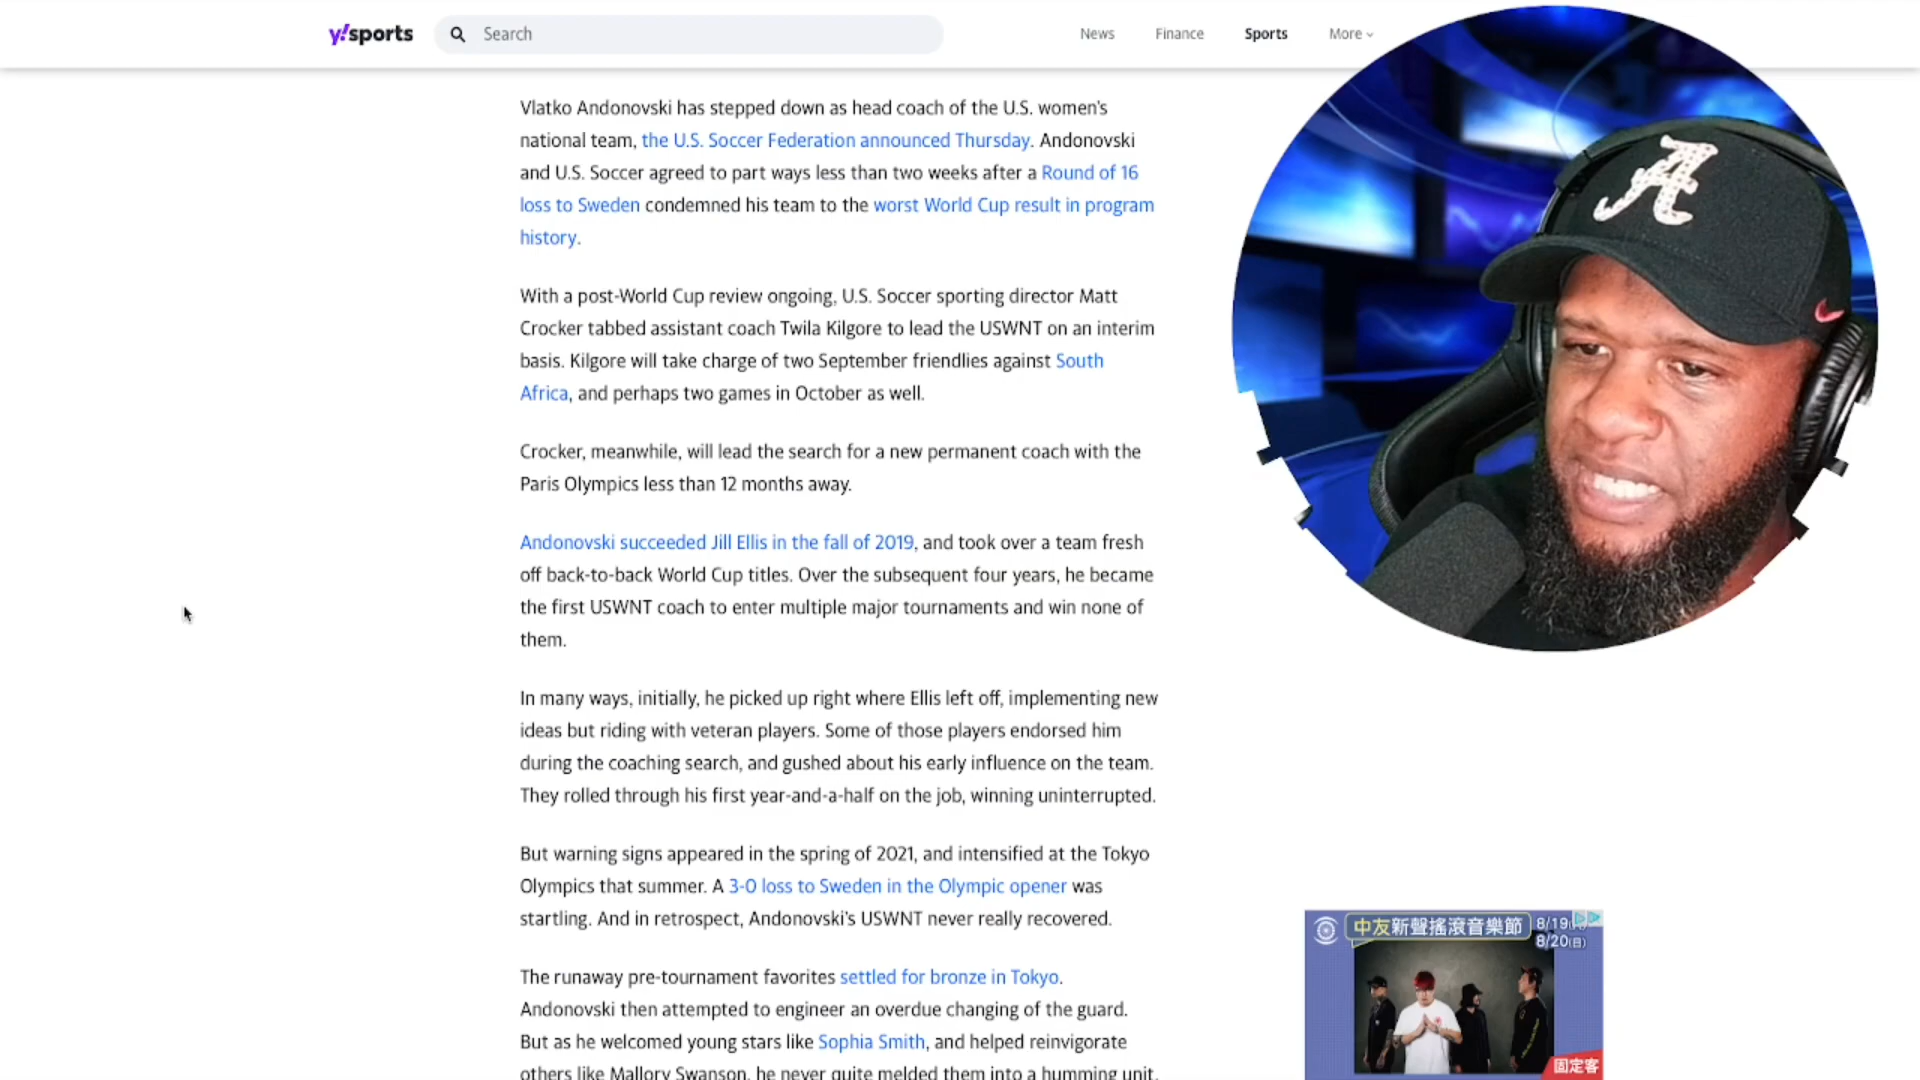 y!sports
Search
News
Finance
Sports
More
A
Vlatko Andonovski has stepped down as head coach of the U.S. women's
national team, the U.S. Soccer Federation announced Thursday. Andonovski
and U.S. Soccer agreed to part ways less than two weeks after a Round of 16
loss to Sweden condemned his team to the worst World Cup result in program
history.
With a post-World Cup review ongoing, U.S. Soccer sporting director Matt
Crocker tabbed assistant coach Twila Kilgore to lead the USWNT on an interim
basis. Kilgore will take charge of two September friendlies against South
Africa, and perhaps two games in October as well.
Crocker, meanwhile, will lead the search for a new permanent coach with the
Paris Olympics less than 12 months away.
Andonovski succeeded Jill Ellis in the fall of 2019, and took over a team fresh
off back-to-back World Cup titles. Over the subsequent four years, he became
the first USWNT coach to enter multiple major tournaments and win none of
them.
In many ways, initially, he picked up right where Ellis left off, implementing new
ideas but riding with veteran players. Some of those players endorsed him
during the coaching search, and gushed about his early influence on the team.
They rolled through his first year-and-a-half on the job, winning uninterrupted.
But warning signs appeared in the spring of 2021, and intensified at the Tokyo
Olympics that summer. A 3-0 loss to Sweden in the Olympic opener was
startling. And in retrospect, Andonovski's USWNT never really recovered.
The runaway pre-tournament favorites settled for bronze in Tokyo.
Andonovski then attempted to engineer an overdue changing of the guard.
But as he welcomed young stars like Sophia Smith, and helped reinvigorate
others like Mallory Swanson, he never quite melded them into a humming unit.
中友新聲搖滾音樂節
8/19
8/20(日)
固定客